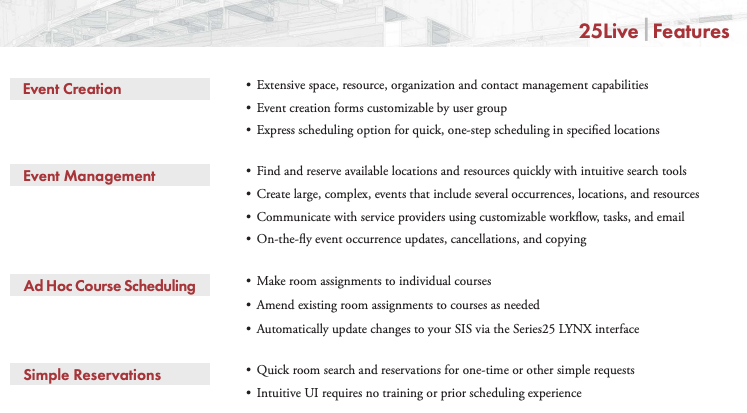 25Live | Features
Event Creation
• Extensive space, resource, organization and contact management capabilities
• Event creation forms customizable by user group
• Express scheduling option for quick, one-step scheduling in specified locations
Event Management
• Find and reserve available locations and resources quickly with intuitive search tools
• Create large, complex, events that include several occurrences, locations, and resources
• Communicate with service providers using customizable workflow, tasks, and email
• On-the-fly event occurrence updates, cancellations, and copying
Ad Hoc Course Scheduling
• Make room assignments to individual courses
• Amend existing room assignments to courses as needed
• Automatically update changes to your SIS via the Series25 LYNX interface
Simple Reservations
• Quick room search and reservations for one-time or other simple requests
• Intuitive UI requires no training or prior scheduling experience